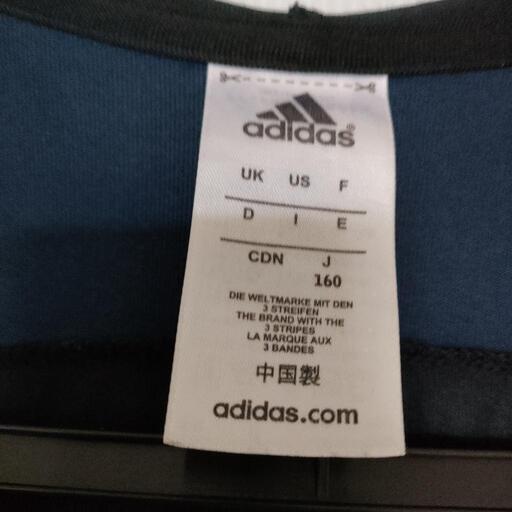 adidas®
UK US F
D I E
CDN J
160
DIE WELTMARKE MIT DEN
3 STREIFEN
THE BRAND WITH THE
3 STRIPES
LA MARQUE AUX
3 BANDES
中国製
adidas.com